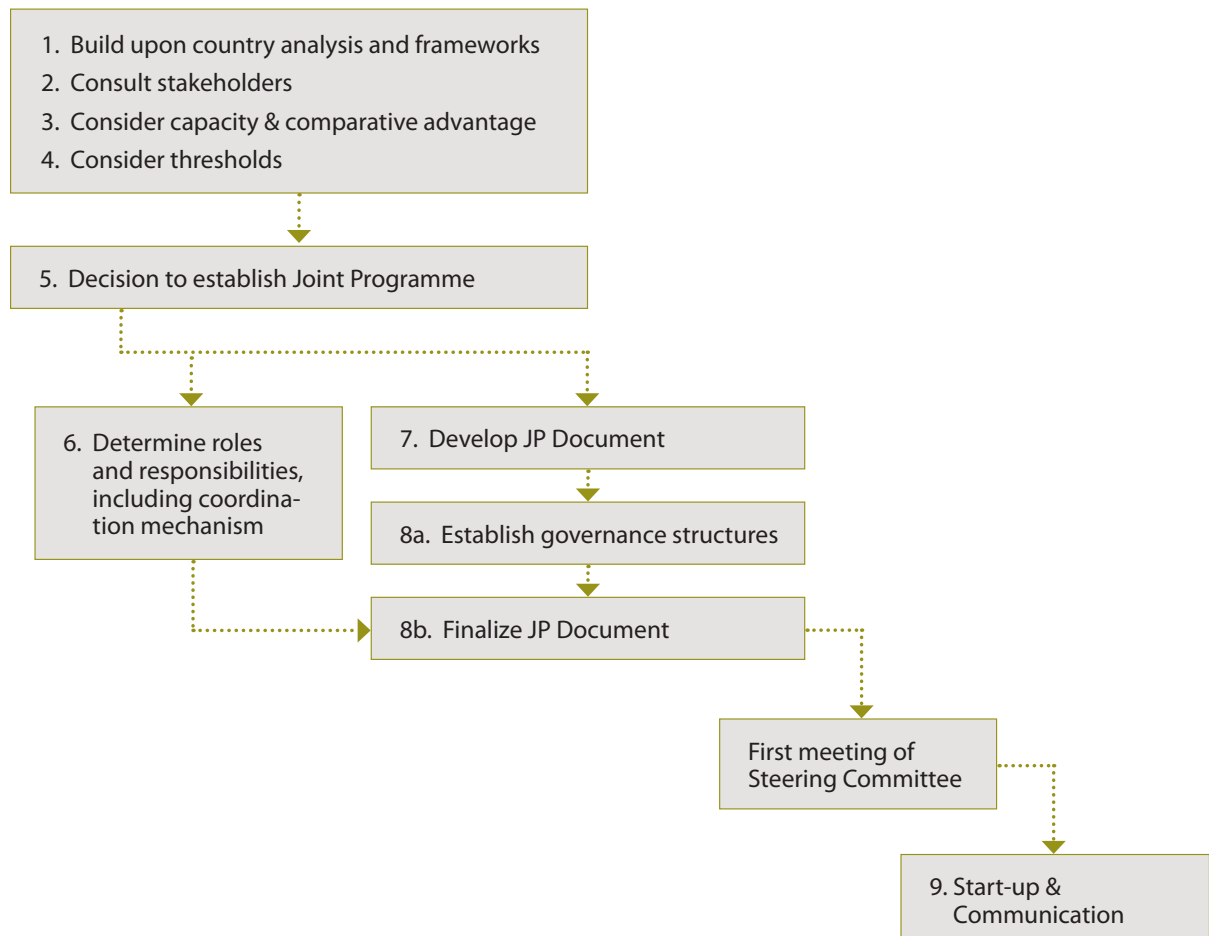 1. Build upon country analysis and frameworks
2. Consult stakeholders
3. Consider capacity & comparative advantage
4. Consider thresholds
5. Decision to establish Joint Programme
6. Determine roles
and responsibilities,
including coordina-
tion mechanism
7. Develop JP Document
8a. Establish governance structures
8b. Finalize JP Document
First meeting of
Steering Committee
9. Start-up &
Communication